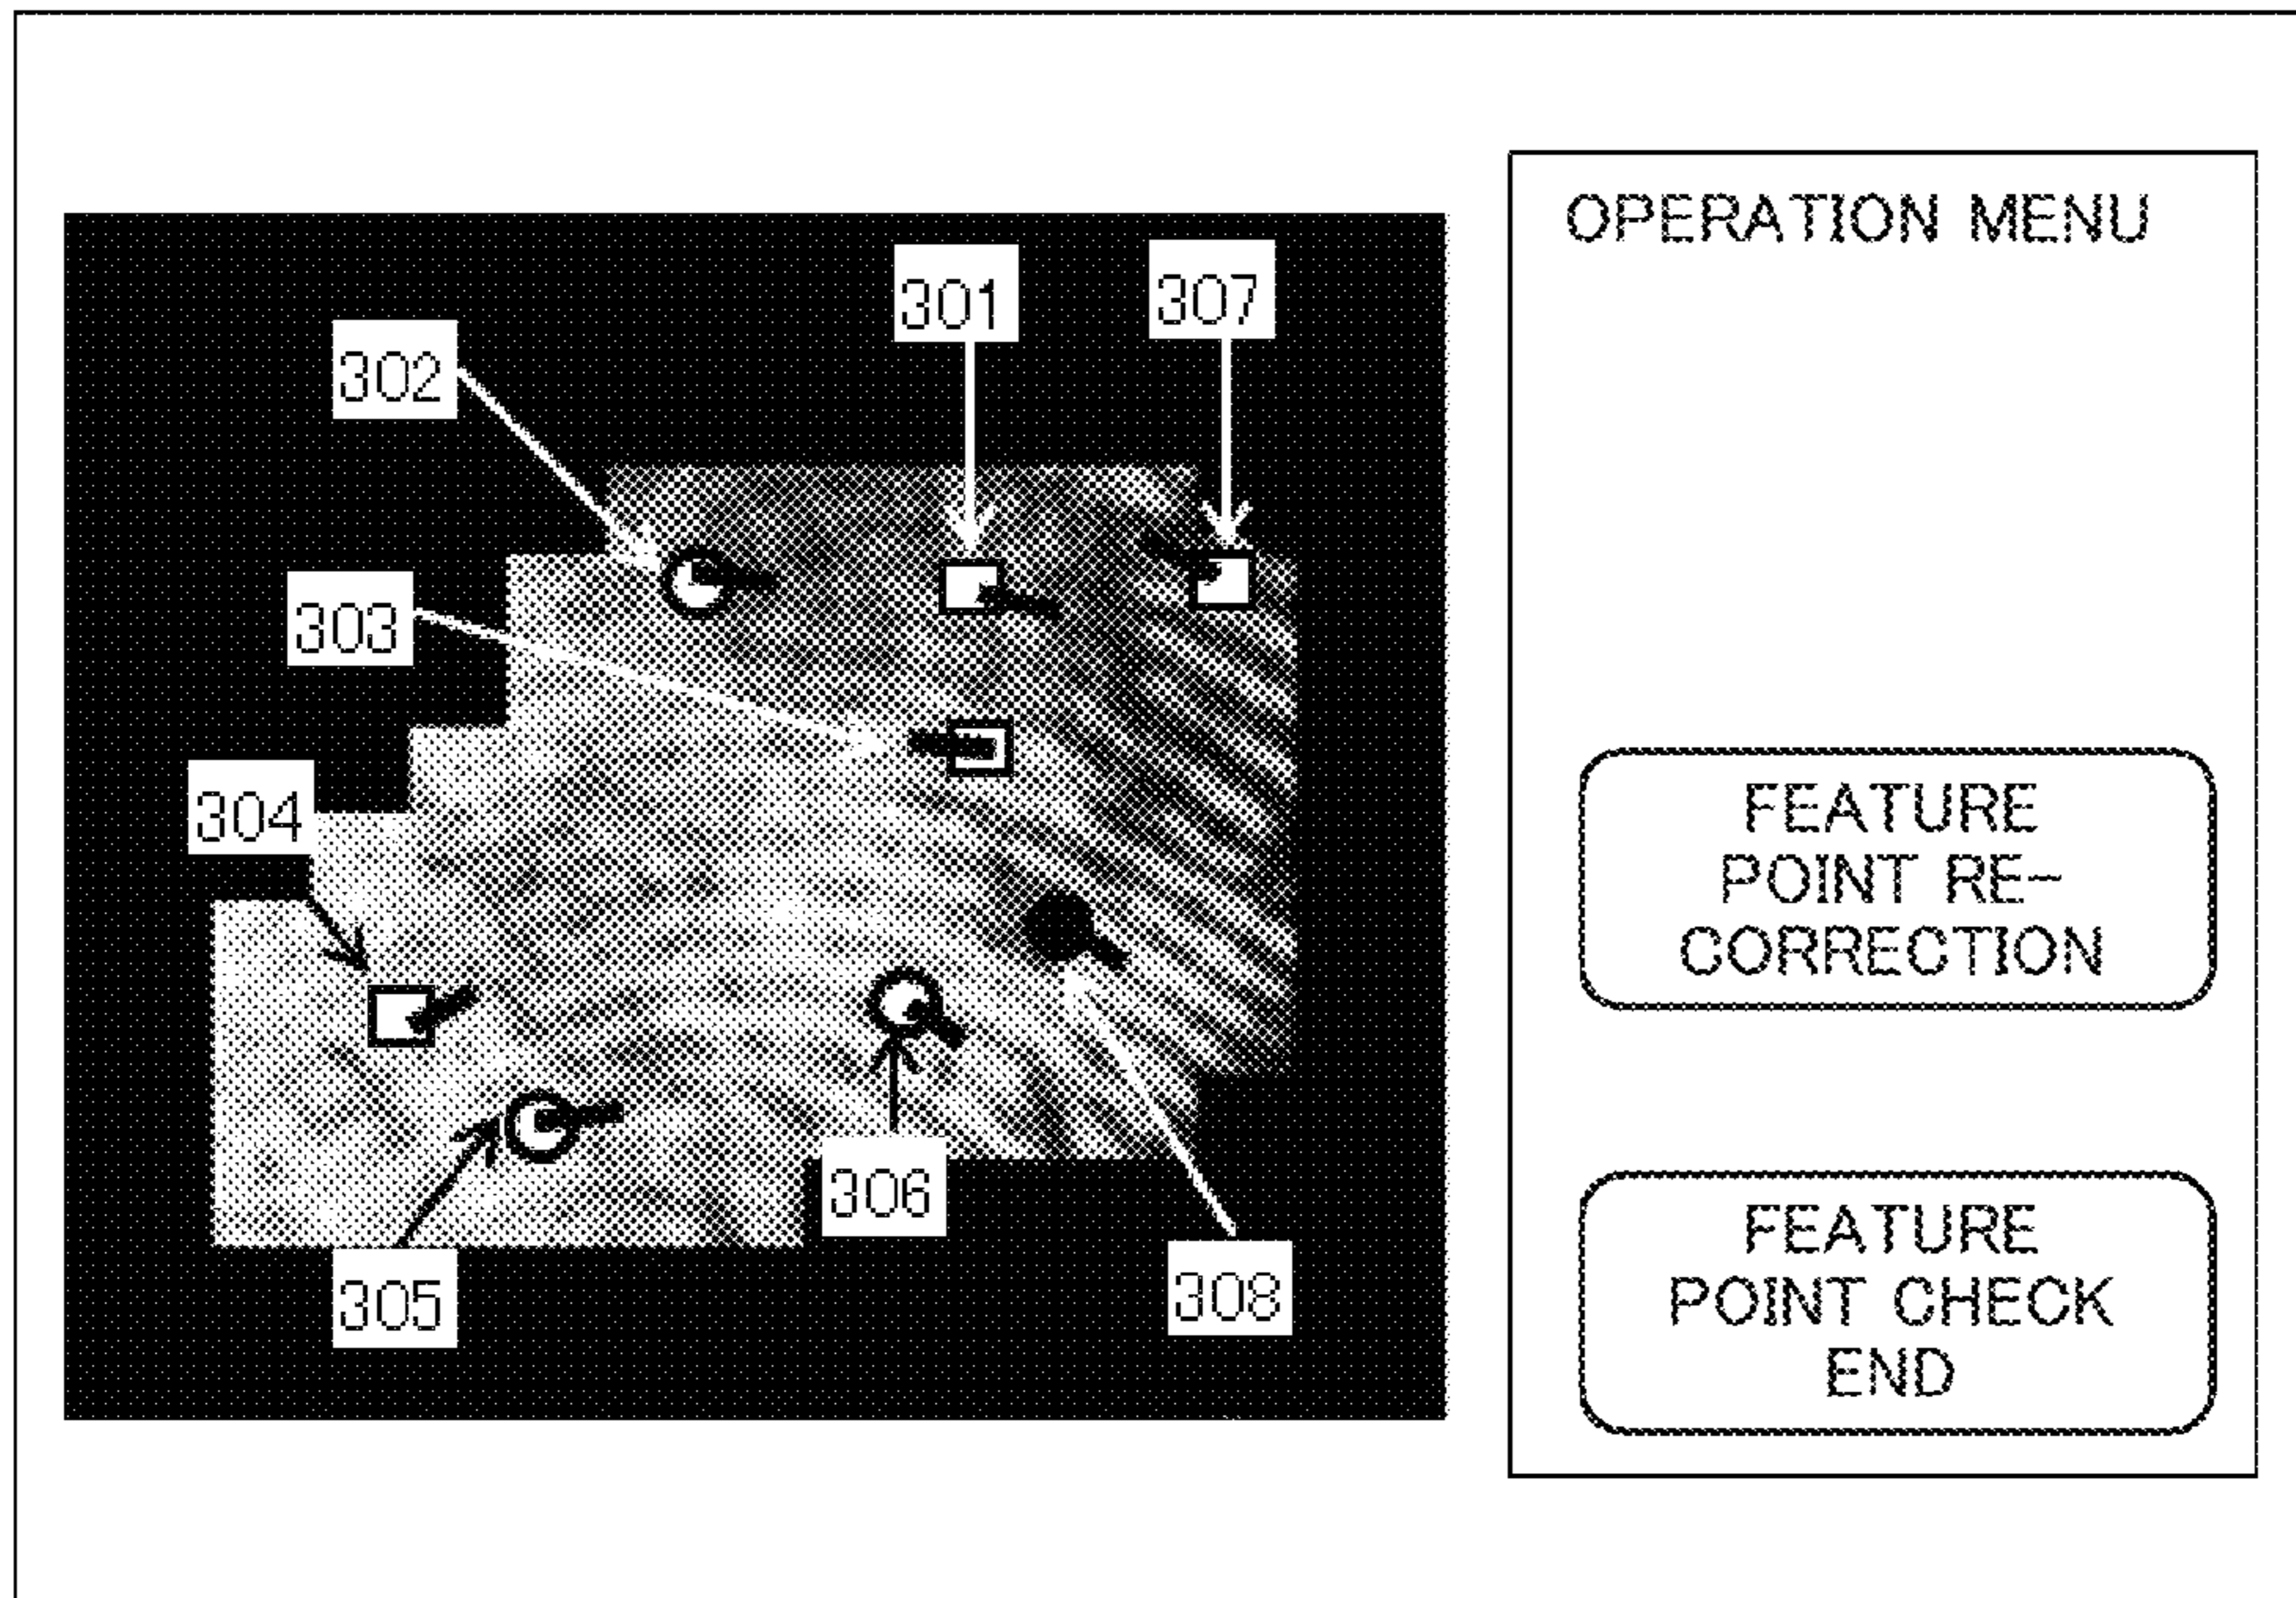 301
307
302
303
304
306
305
308
OPERATION MENU
FEATURE
POINT RE-
CORRECTION
FEATURE
POINT CHECK
END